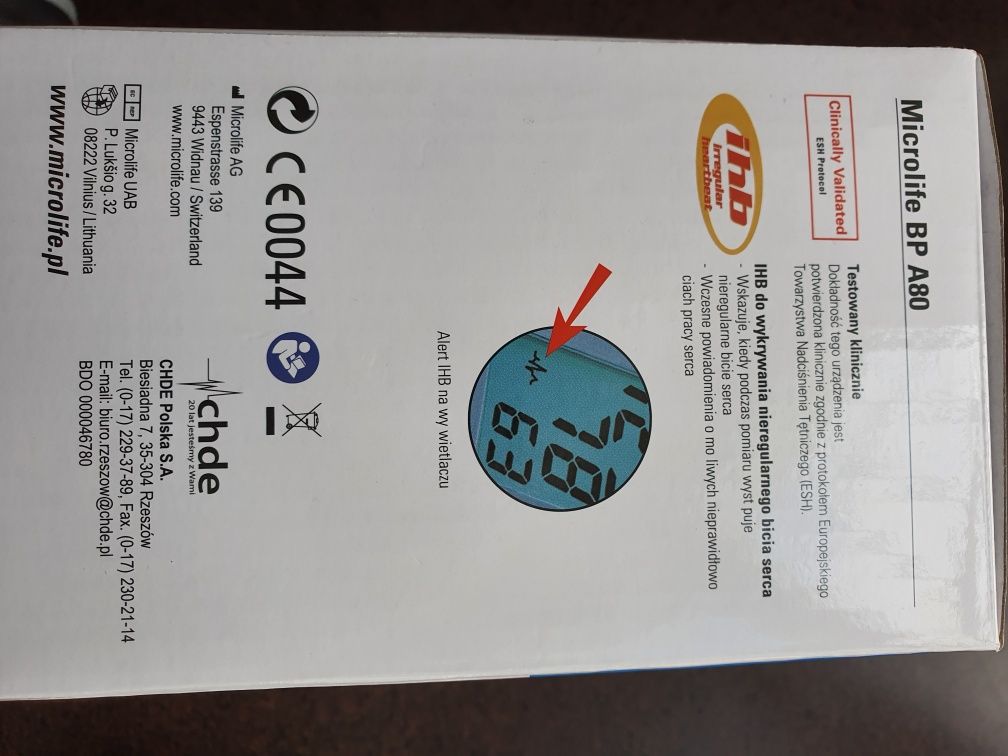 Microlife BP A80
Clinically Validated
ESH Protocol
Testowany klinicznie
Dokładność tego urządzenia jest
potwierdzona klinicznie zgodnie z protokołem Europejskiego
Towarzystwa Nadciśnienia Tętniczego (ESH).
ihb
irregular
heartbeat
IHB do wykrywania nieregularnego bicia serca
- Wskazuje, kiedy podczas pomiaru wyst puje
nieregularne bicie serca
- Wczesne powiadomienia o mo liwych nieprawidłowo
ciach pracy serca
78
63
Alert IHB na wy wietlaczu
CE0044
Microlife AG
Espenstrasse 139
9443 Widnau / Switzerland
www.microlife.com
EC REP
Microlife UAB
P. Lukšio g. 32
08222 Vilnius / Lithuania
www.microlife.pl
chde
20 lat jesteśmy z Wami
CHDE Polska S.A.
Biesiadna 7, 35-304 Rzeszów
Tel. (0-17) 229-37-89, Fax. (0-17) 230-21-14
E-mail: biuro.rzeszow@chde.pl
BDO 000046780